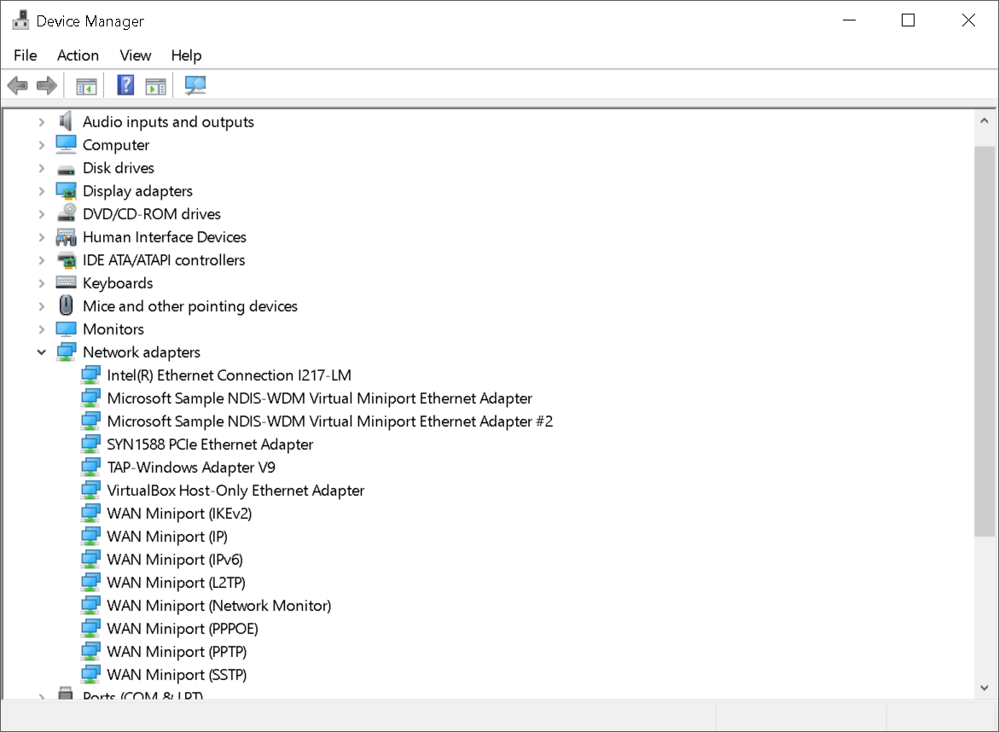 Device Manager
File Action View Help
Audio inputs and outputs
Computer
Disk drives
Display adapters
DVD/CD-ROM drives
Human Interface Devices
IDE ATA/ATAPI controllers
Keyboards
Mice and other pointing devices
Monitors
Network adapters
Intel(R) Ethernet Connection I217-LM
Microsoft Sample NDIS-WDM Virtual Miniport Ethernet Adapter
Microsoft Sample NDIS-WDM Virtual Miniport Ethernet Adapter #2
SYN1588 PCIe Ethernet Adapter
TAP-Windows Adapter V9
VirtualBox Host-Only Ethernet Adapter
WAN Miniport (IKEv2)
WAN Miniport (IP)
WAN Miniport (IPv6)
WAN Miniport (L2TP)
WAN Miniport (Network Monitor)
WAN Miniport (PPPOE)
WAN Miniport (PPTP)
WAN Miniport (SSTP)
Ports (COM & LPT)